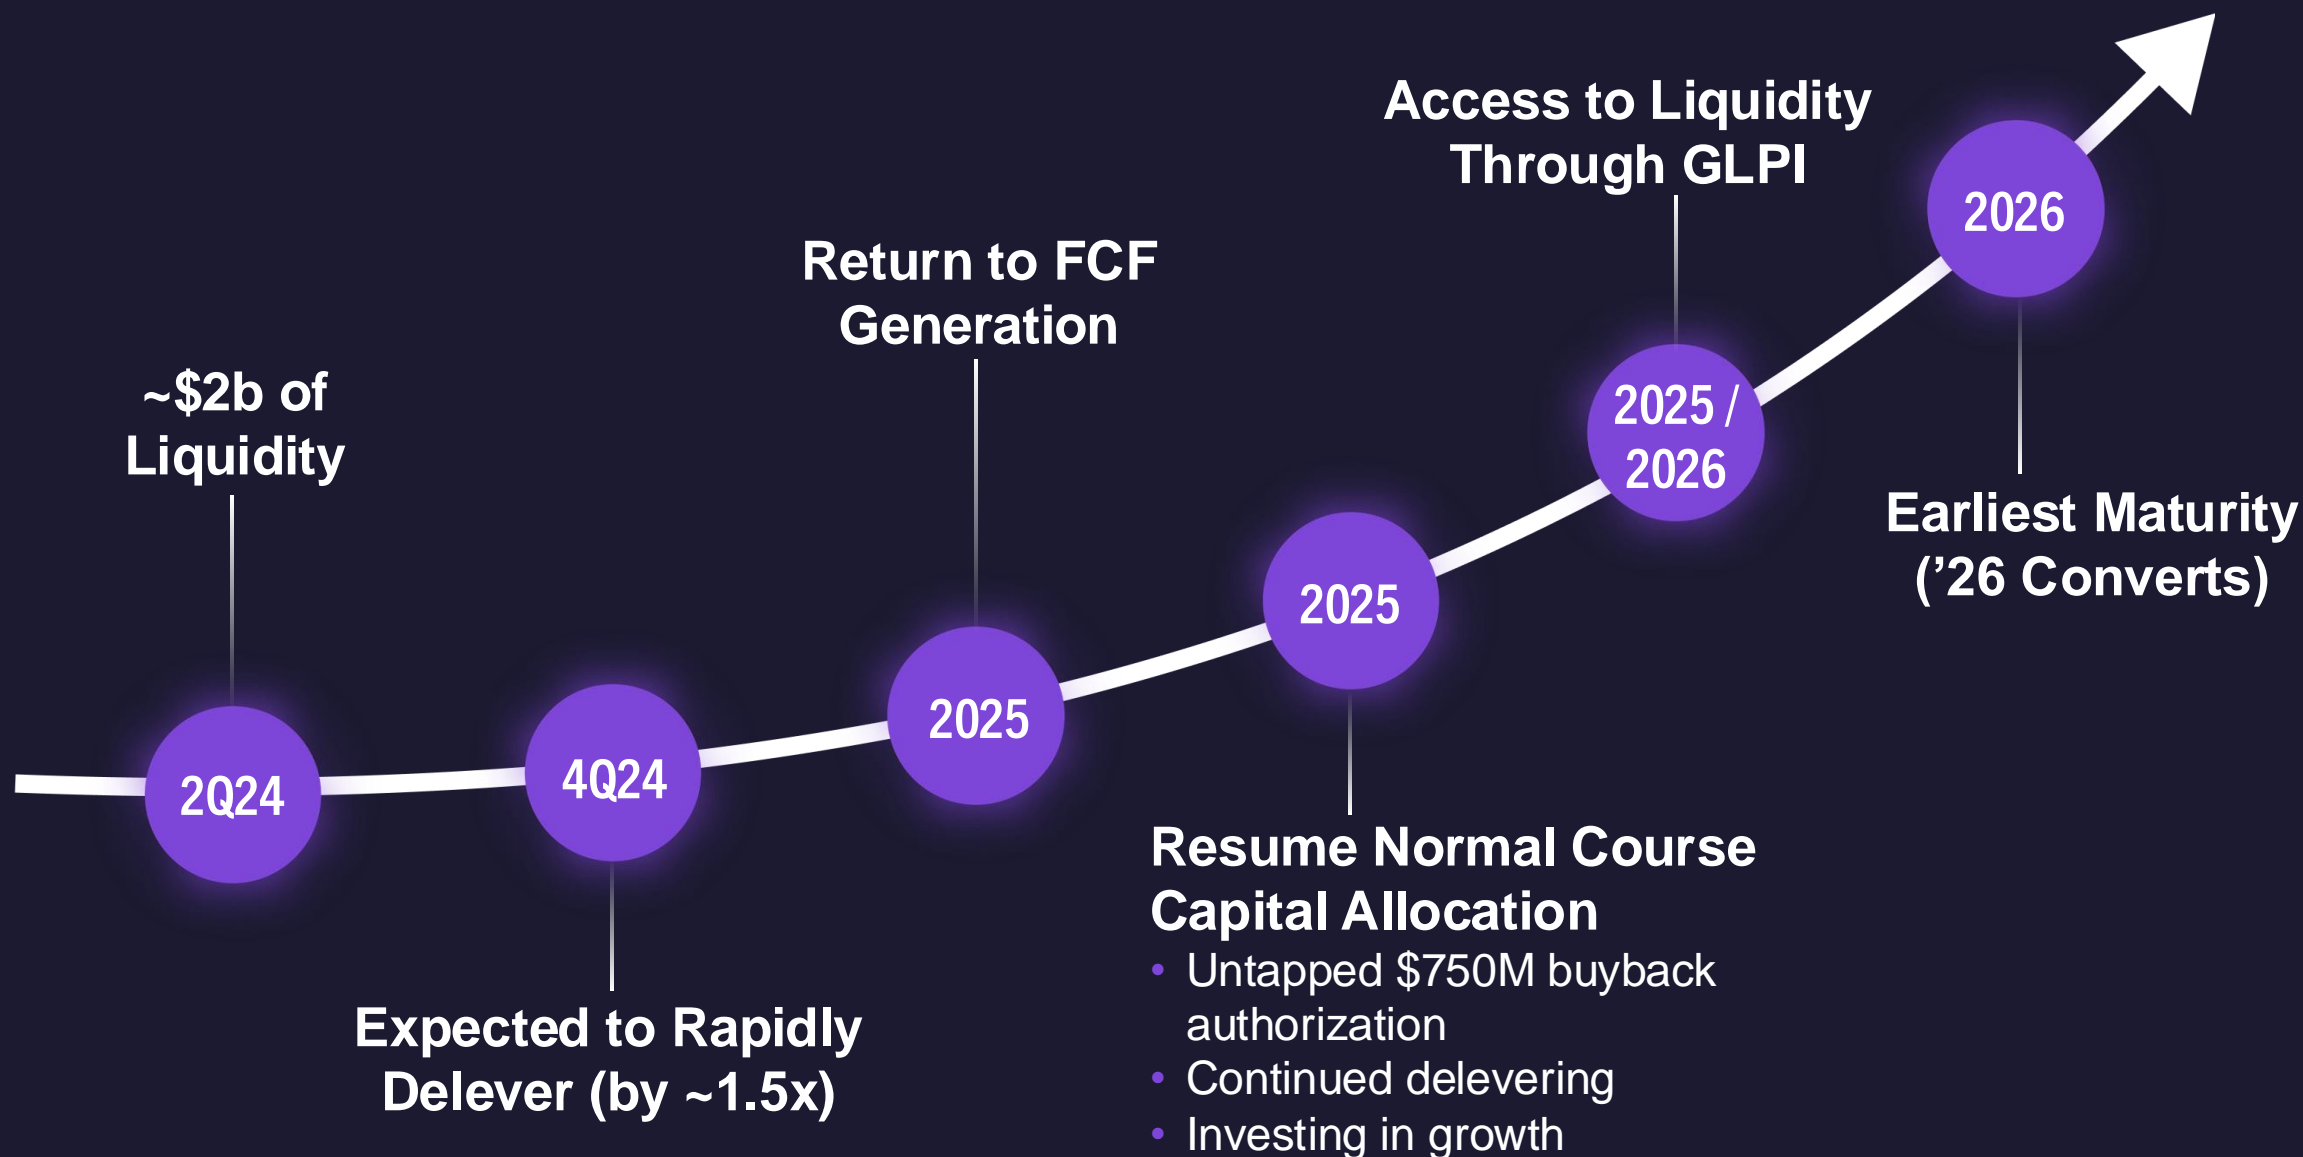 ~$2b of
Liquidity
2Q24
4Q24
Expected to Rapidly
Delever (by ~1.5x)
Return to FCF
Generation
2025
2025
Resume Normal Course
Capital Allocation
• Untapped $750M buyback
authorization
• Continued delevering
• Investing in growth
Access to Liquidity
Through GLPI
2025 /
2026
2026
Earliest Maturity
(’26 Converts)